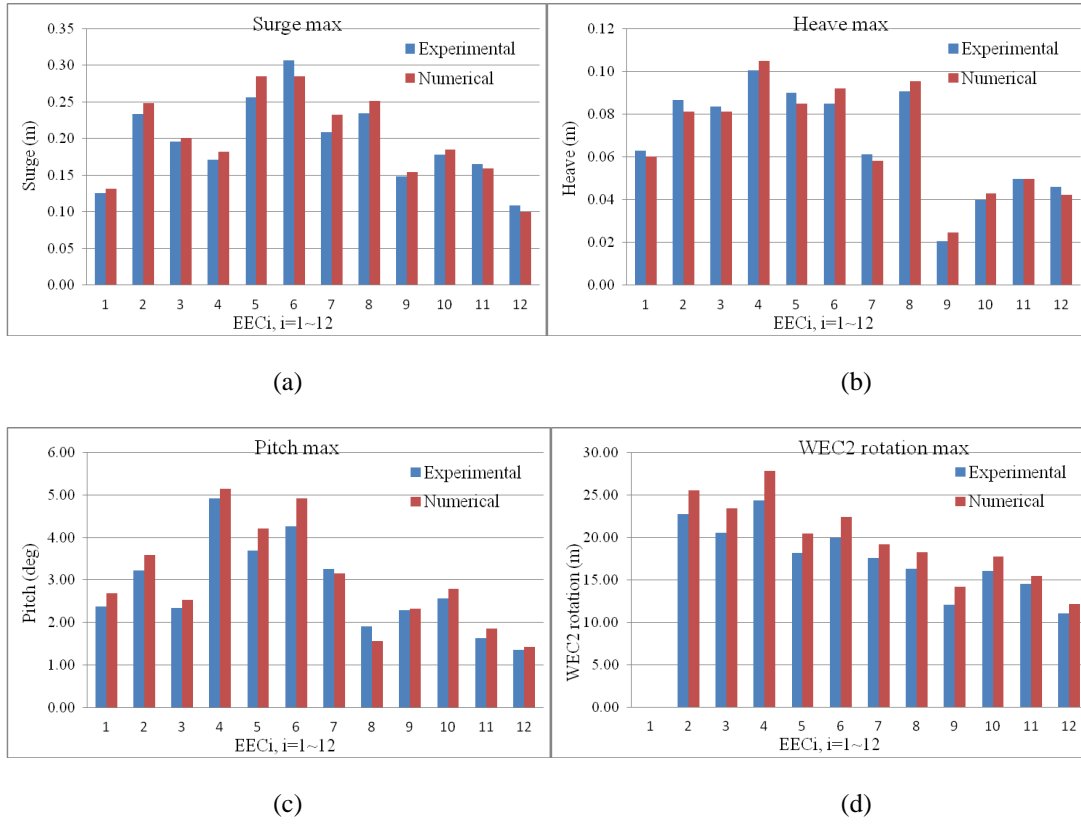 Surge max
0.35
0.30
0.25
0.20
0.15
0.10
0.05
0.00
Surge (m)
Experimental
Numerical
1 2 3 4 5 6 7 8 9 10 11 12
EECi, i=1~12
(a)
Heave max
0.12
0.10
0.08
0.06
0.04
0.02
0.00
Heave (m)
Experimental
Numerical
1 2 3 4 5 6 7 8 9 10 11 12
EECi, i=1~12
(b)
Pitch max
6.00
5.00
4.00
3.00
2.00
1.00
0.00
Pitch (deg)
Experimental
Numerical
1 2 3 4 5 6 7 8 9 10 11 12
EECi, i=1~12
(c)
WEC2 rotation max
30.00
25.00
20.00
15.00
10.00
5.00
0.00
WEC2 rotation (m)
Experimental
Numerical
1 2 3 4 5 6 7 8 9 10 11 12
EECi, i=1~12
(d)